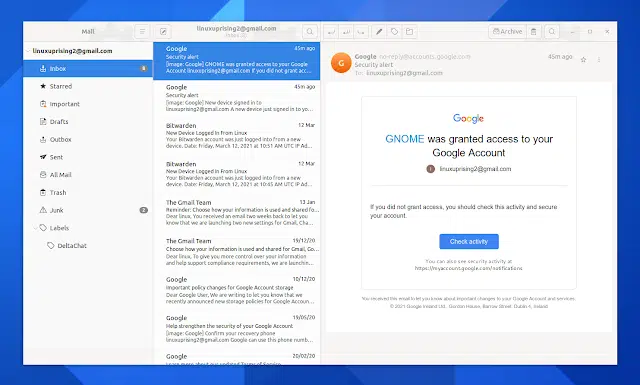 Mail
linuxuprising2@gmail.com
Archive
linuxuprising2@gmail.com
Inbox
Starred
Important
Drafts
Outbox
Sent
All Mail
Trash
Junk
2
Labels
DeltaChat
Google 45m ago
Security alert
[image: Google] GNOME was granted access to your Google
Account linuxuprising2@gmail.com If you did not grant acc…
Google 45m ago
Security alert
[image: Google] New device signed in to
linuxuprising2@gmail.com A new device just signed in to yo…
Bitwarden 12 Mar
New Device Logged In From Linux
Your Bitwarden account was just logged into from a new
device. Date: Friday, March 12, 2021 at 10:51 AM UTC IP Ad…
Bitwarden 12 Mar
New Device Logged In From Linux
Your Bitwarden account was just logged into from a new
device. Date: Friday, March 12, 2021 at 10:45 AM UTC IP Ad…
The Gmail Team 13 Jan
Reminder: Choose how your information is used and shared fo…
Dear linux, You received an email two weeks back to let you
know that we are launching two new settings for Gmail, Ch…
The Gmail Team 19/12/20
Choose how your information is used and shared for Gmail, Go…
Dear linux, To give you more control over your information
and help support compliance requirements, we are launchin…
Google 10/12/20
Important policy changes for Google Account storage
Dear Google User, We are writing to let you know that we
recently announced new storage policies for Google Accoun…
Google 19/05/20
Help strengthen the security of your Google Account
[image: Google] Confirm your recovery phone
linuxuprising2@gmail.com Google can use this phone numb…
Google 20/02/20
Learn more about our updated Terms of Service
G
Google no-reply@accounts.google.com 45m ago
Security alert
To: linuxuprising2@gmail.com
Google
GNOME was granted access to your
Google Account
linuxuprising2@gmail.com
If you did not grant access, you should check this activity and secure
your account.
Check activity
You can also see security activity at
https://myaccount.google.com/notifications
You received this email to let you know about important changes to your Google Account and services.
© 2021 Google Ireland Ltd., Gordon House, Barrow Street, Dublin 4, Ireland